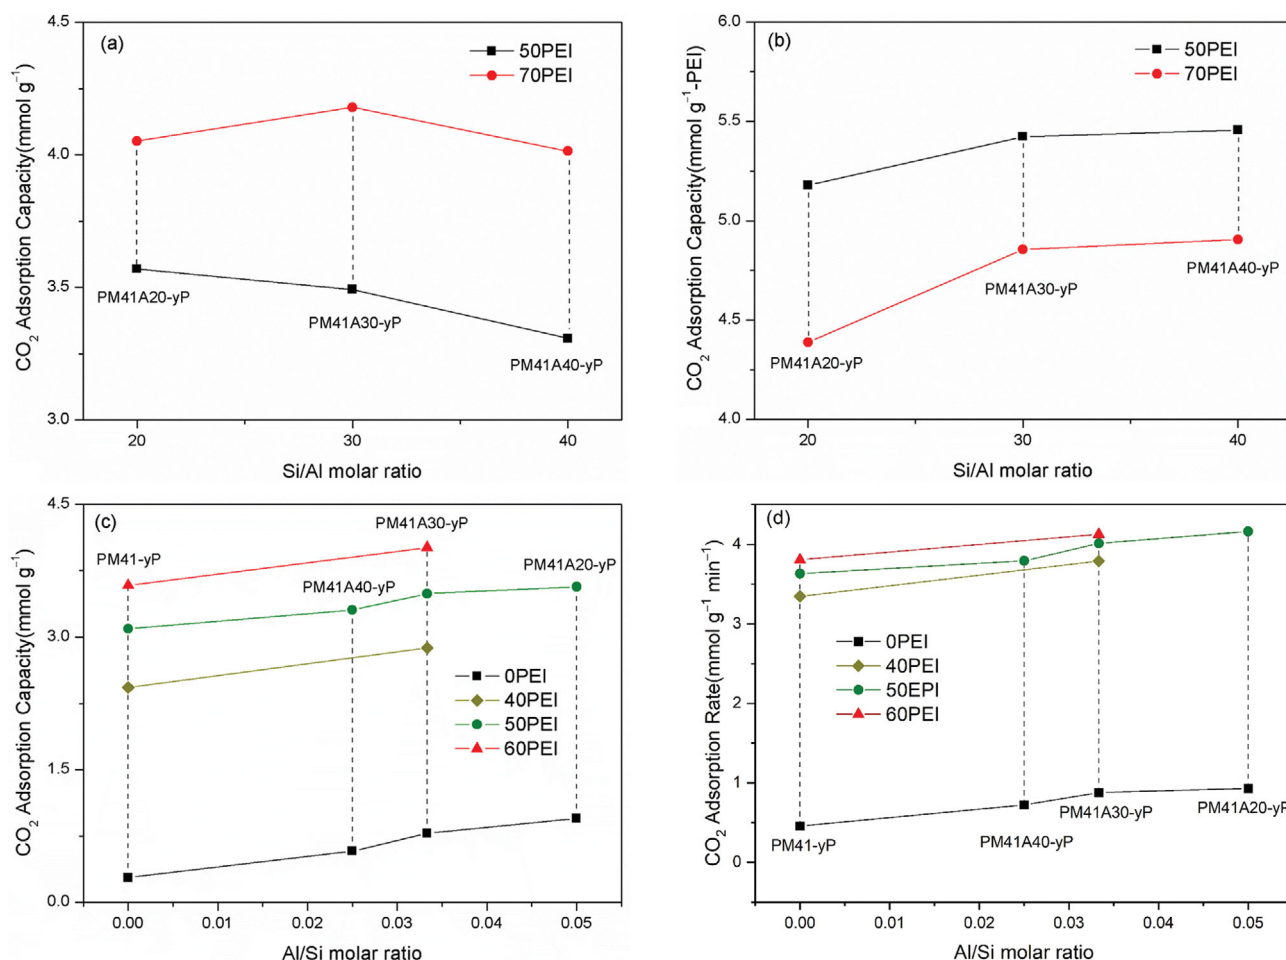 (a)
50PEI
70PEI
CO₂ Adsorption Capacity(mmol g⁻¹)
4.5
4.0
3.5
3.0
PM41A20-yP
PM41A30-yP
PM41A40-yP
20
30
40
Si/Al molar ratio
(b)
50PEI
70PEI
CO₂ Adsorption Capacity(mmol g⁻¹-PEI)
6.0
5.5
5.0
4.5
4.0
PM41A40-yP
PM41A30-yP
PM41A20-yP
20
30
40
Si/Al molar ratio
(c)
CO₂ Adsorption Capacity(mmol g⁻¹)
4.5
3.0
1.5
0.0
PM41A30-yP
PM41-yP
PM41A20-yP
PM41A40-yP
0PEI
40PEI
50PEI
60PEI
0.00
0.01
0.02
0.03
0.04
0.05
Al/Si molar ratio
(d)
CO₂ Adsorption Rate(mmol g⁻¹ min⁻¹)
4
3
2
1
0
0PEI
40PEI
50EPI
60PEI
PM41A30-yP
PM41A20-yP
PM41-yP
PM41A40-yP
0.00
0.01
0.02
0.03
0.04
0.05
Al/Si molar ratio